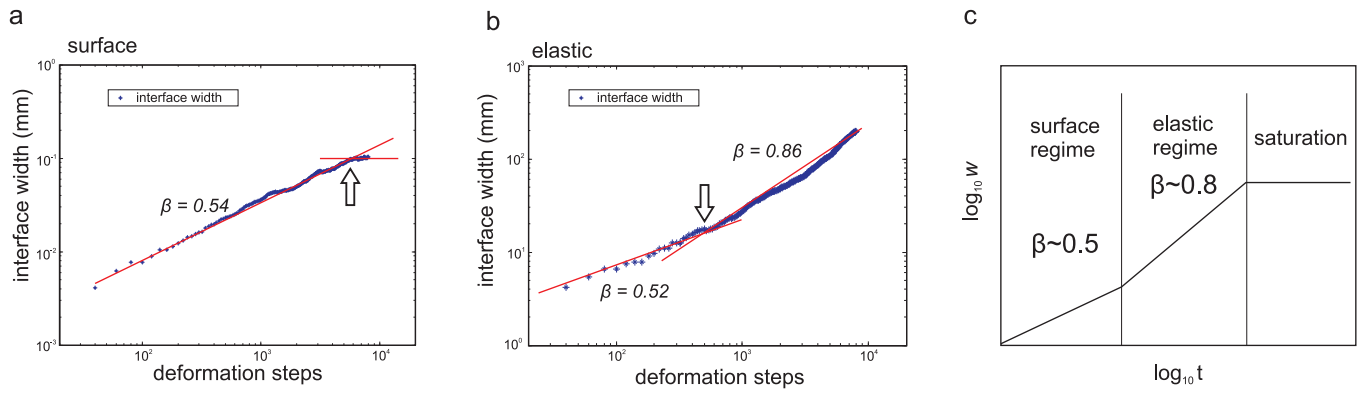 a
surface
interface width
β = 0.54
interface width (mm)
10⁰
10⁻¹
10⁻²
10⁻³
10²
10³
10⁴
deformation steps
b
elastic
interface width
β = 0.86
β = 0.52
interface width (mm)
10³
10²
10¹
10⁰
10²
10³
10⁴
deformation steps
c
surface
regime
elastic
regime
saturation
β~0.8
β~0.5
log₁₀ w
log₁₀ t